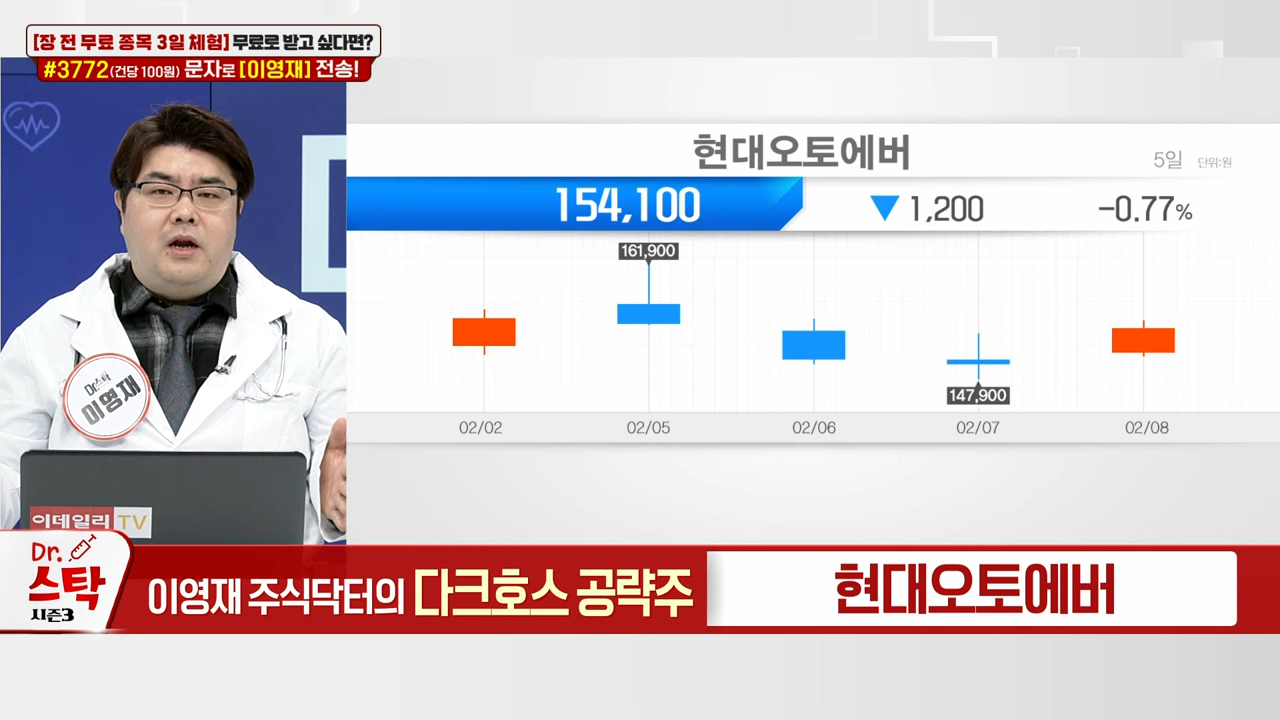 [장 전 무료 종목 3일 체험] 무료로 받고 싶다면?
#3772(건당 100원) 문자로 [이영재] 전송!
현대오토에버
5일 단위:원
154,100 ▼ 1,200 -0.77%
161,900
147,900
02/02 02/05 02/06 02/07 02/08
Dr.스탁
이영재
이데일리 TV
Dr.
스탁
시즌3
이영재 주식닥터의 다크호스 공략주
현대오토에버